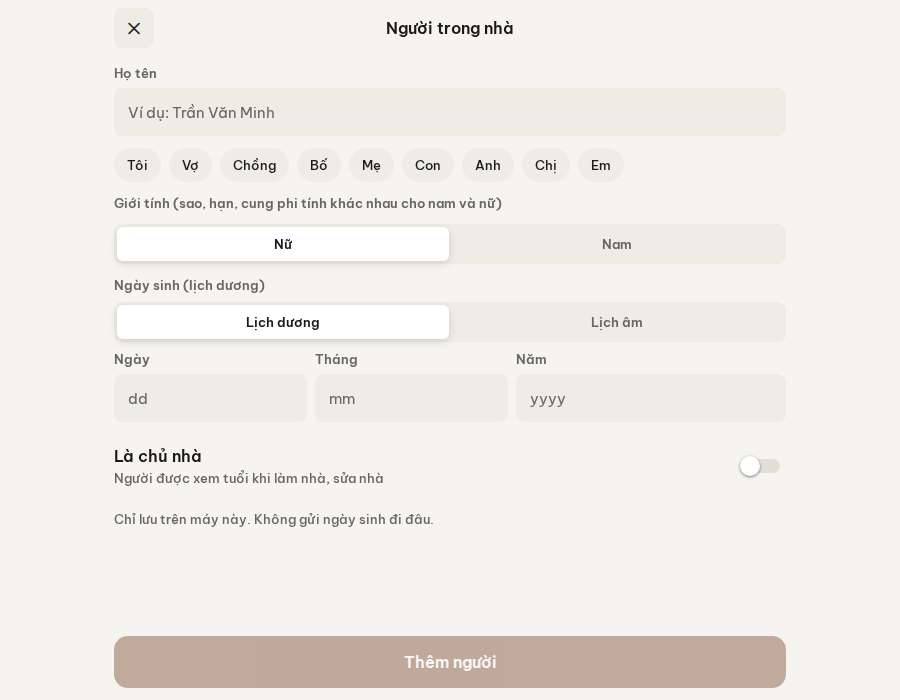 Người trong nhà
Họ tên
Ví dụ: Trần Văn Minh
Tôi Vợ Chồng Bố Mẹ Con Anh Chị Em
Giới tính (sao, hạn, cung phi tính khác nhau cho nam và nữ)
Nữ Nam
Ngày sinh (lịch dương)
Lịch dương Lịch âm
Ngày Tháng Năm
dd mm yyyy
Là chủ nhà
Người được xem tuổi khi làm nhà, sửa nhà
Chỉ lưu trên máy này. Không gửi ngày sinh đi đâu.
Thêm người